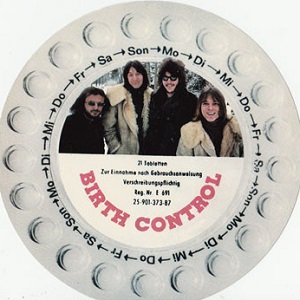 Mo→Di→Mi→Do→Fr→Sa→Son→Mo→Di→Mi→Do→Fr→Sa→Son→Mo→Di→Mi→Do→Fr→Sa→Son→
21 Tabletten
Zur Einnahme nach Gebrauchsanweisung
Verschreibungspflichtig
Reg. Nr. E 691
25-901-373-87
BIRTH CONTROL